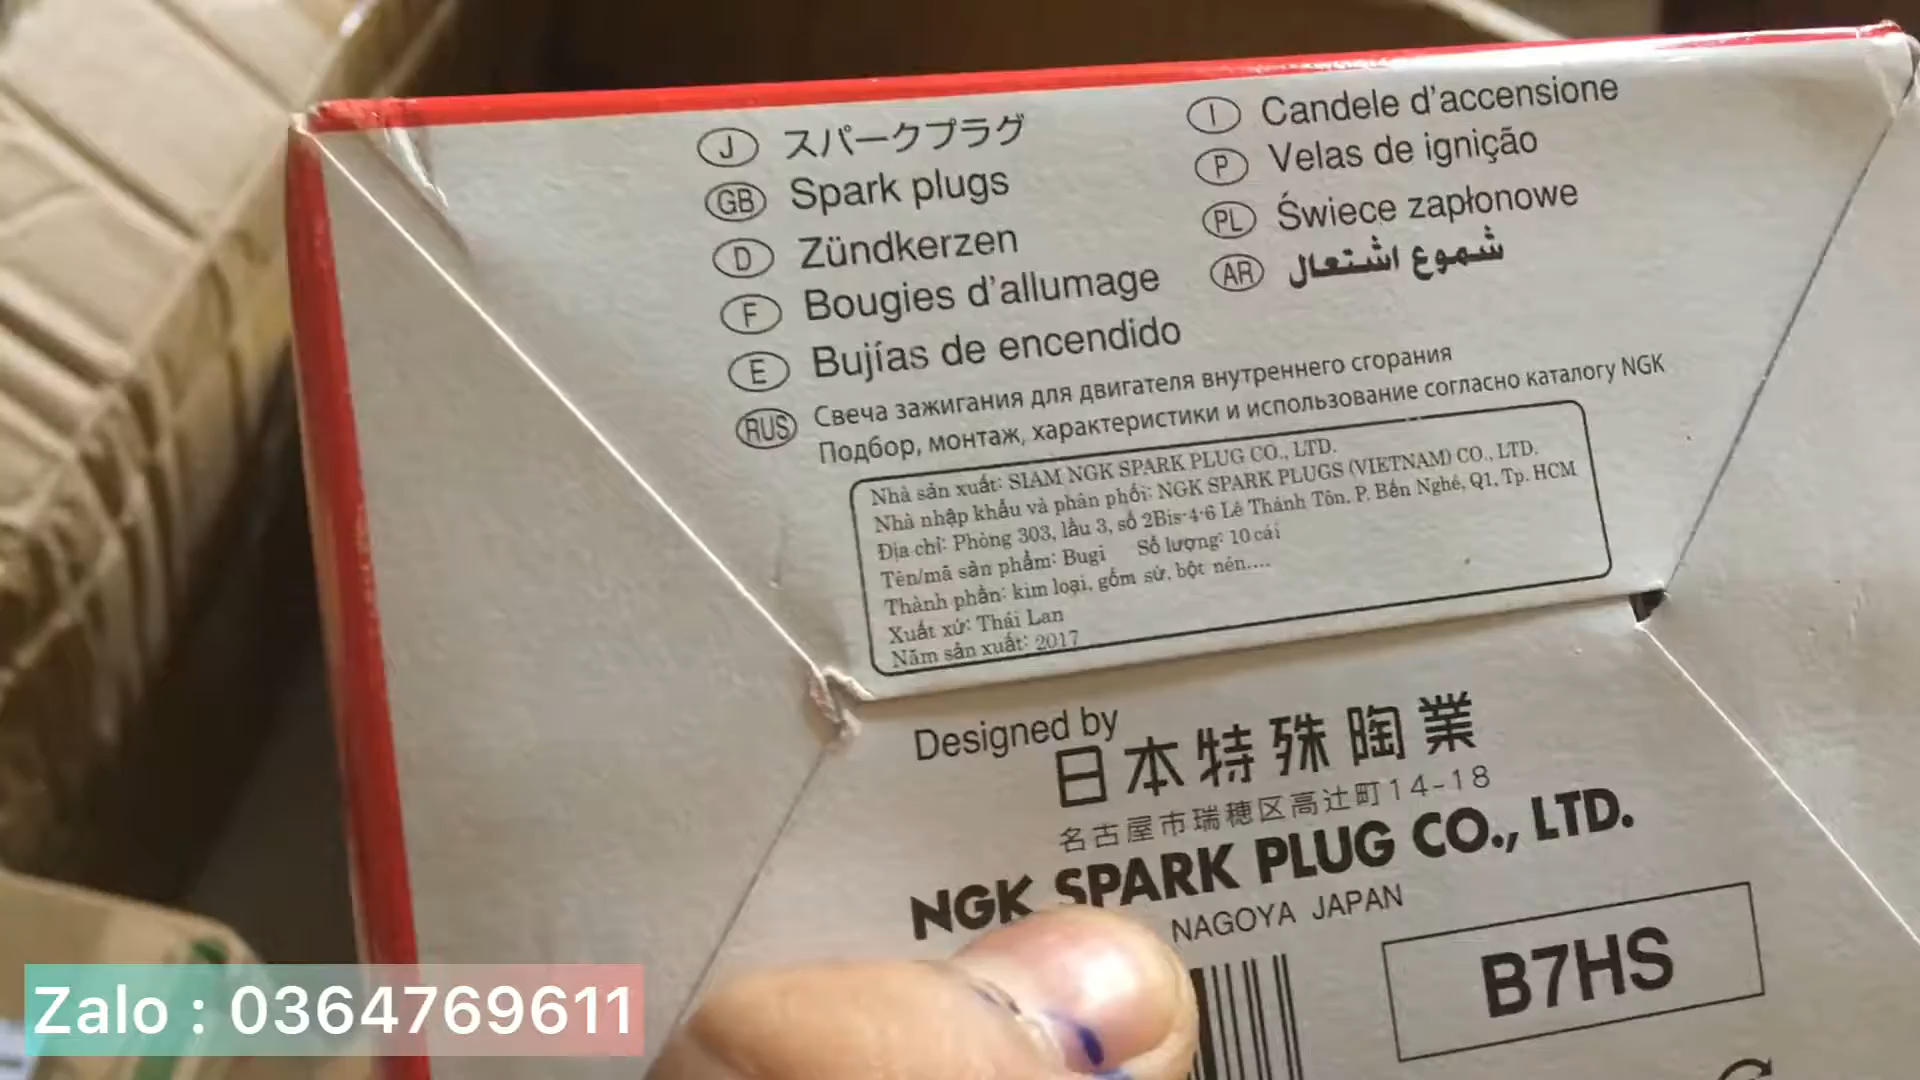 J スパークプラグ
GB Spark plugs
D Zündkerzen
F Bougies d'allumage
E Bujías de encendido
I Candele d'accensione
P Velas de ignição
PL Świece zapłonowe
AR شموع اشتعال
RUS Свеча зажигания для двигателя внутреннего сгорания
Подбор, монтаж, характеристики и использование согласно каталогу NGK
Nhà sản xuất: SIAM NGK SPARK PLUG CO., LTD.
Nhà nhập khẩu và phân phối: NGK SPARK PLUGS (VIETNAM) CO., LTD.
Địa chỉ: Phòng 303, lầu 3, số 2Bis-4-6 Lê Thánh Tôn, P. Bến Nghé, Q1, Tp. HCM
Tên/mã sản phẩm: Bugi Số lượng: 10 cái
Thành phần: kim loại, gốm sứ, bột nén....
Xuất xứ: Thái Lan
Năm sản xuất: 2017
Designed by
日本特殊陶業
名古屋市瑞穂区高辻町14-18
NGK SPARK PLUG CO., LTD.
NAGOYA JAPAN
B7HS
Zalo : 0364769611